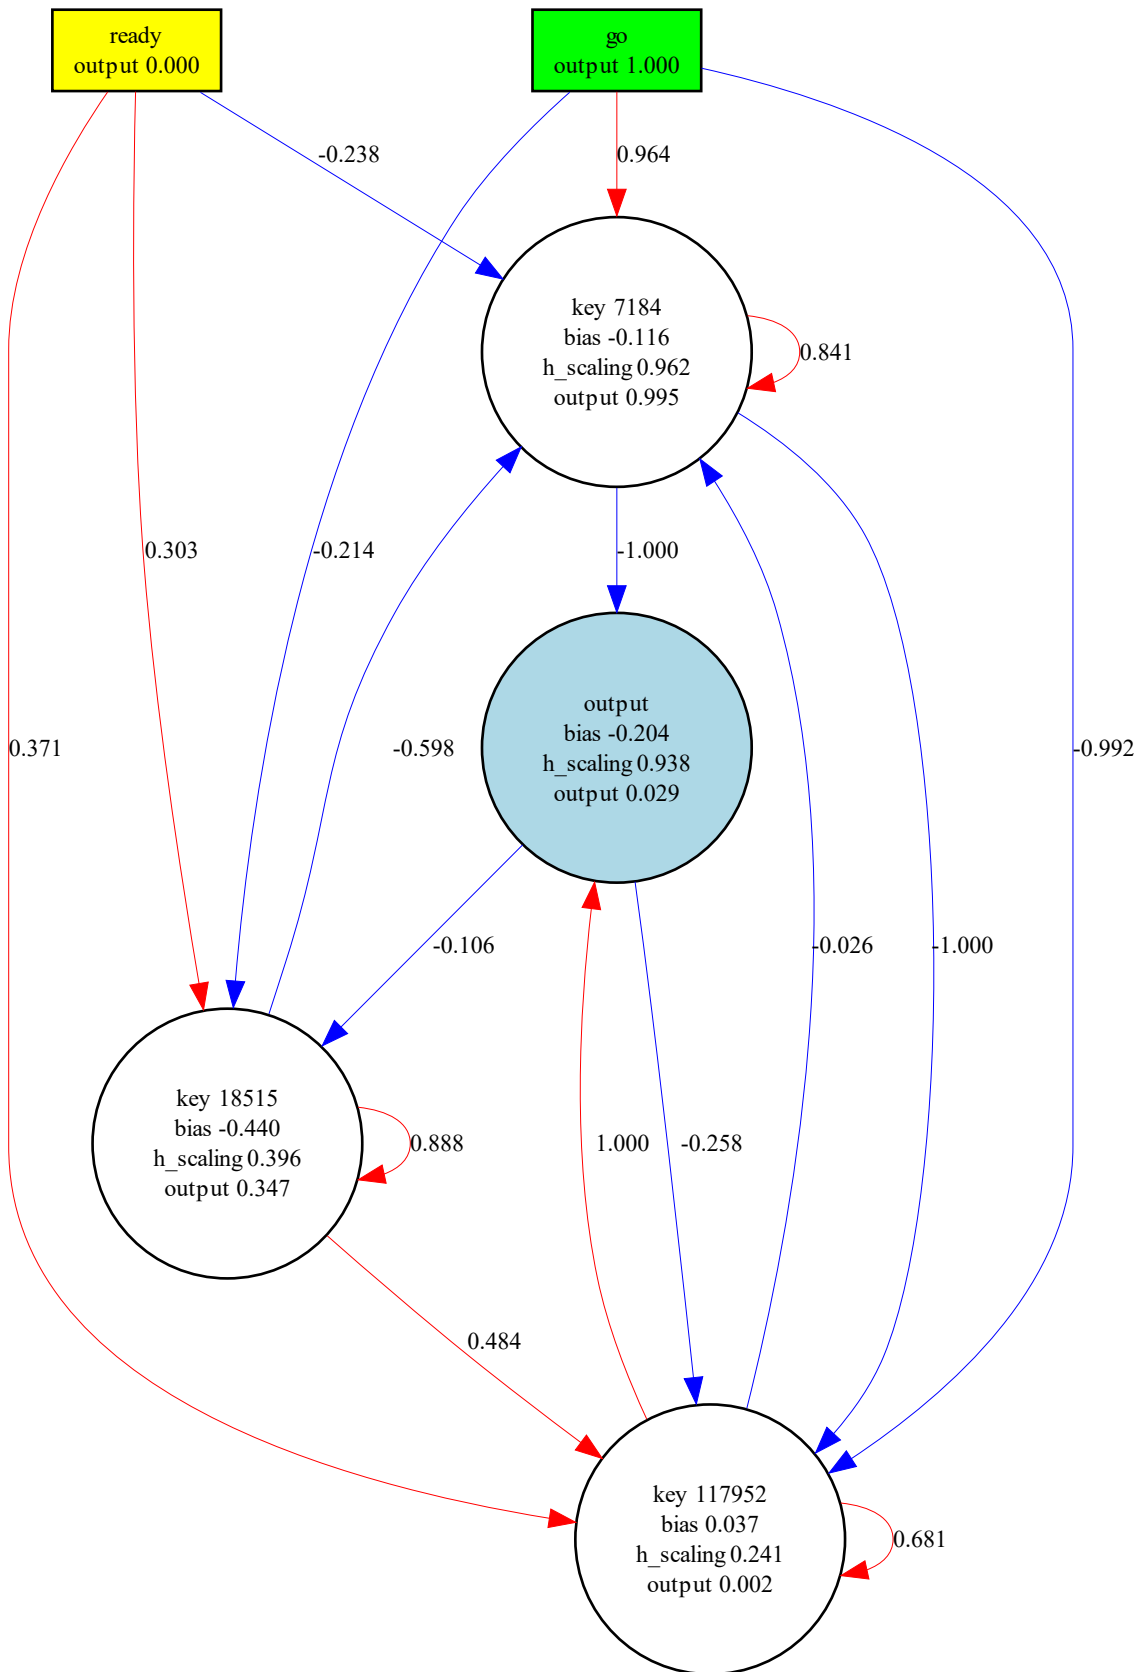 ready
output 0.000
go
output 1.000
-0.238
0.964
key 7184
bias -0.116
h_scaling 0.962
output 0.995
0.841
0.303
-0.214
-1.000
output
bias -0.204
h_scaling 0.938
output 0.029
0.371
-0.598
-0.992
-0.106
-0.026
-1.000
key 18515
bias -0.440
h_scaling 0.396
output 0.347
0.888
1.000
-0.258
0.484
key 117952
bias 0.037
h_scaling 0.241
output 0.002
0.681